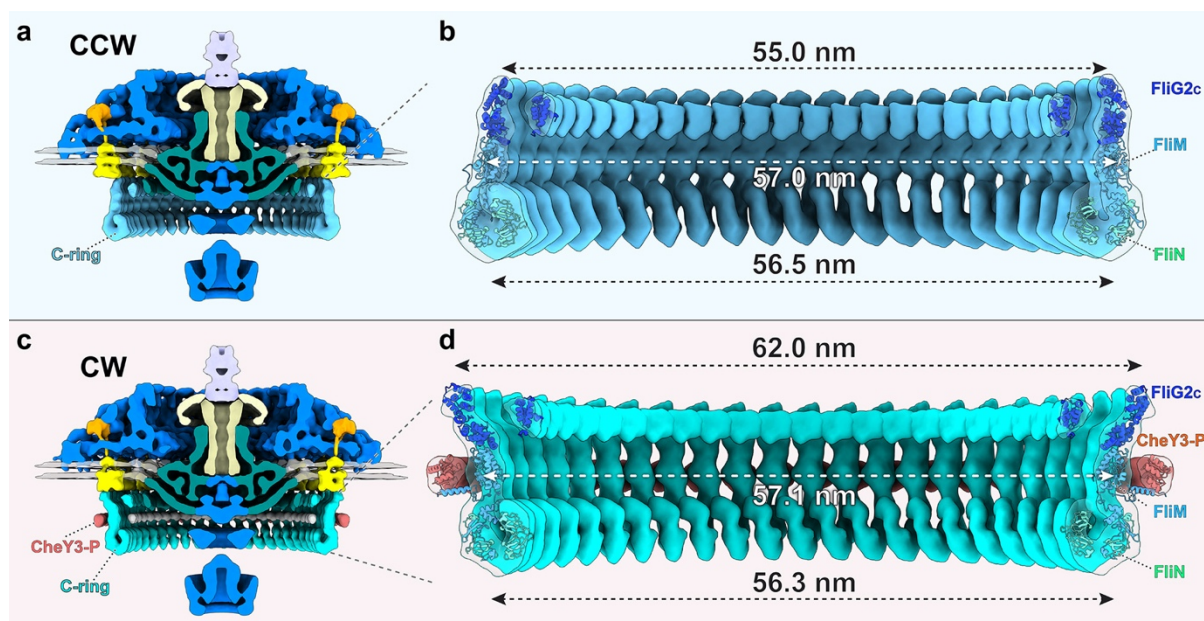 a
CCW
C-ring
b
55.0 nm
FliG2c
FliM
57.0 nm
FliN
56.5 nm
c
CW
CheY3-P
C-ring
d
62.0 nm
FliG2c
CheY3-P
57.1 nm
FliM
FliN
56.3 nm